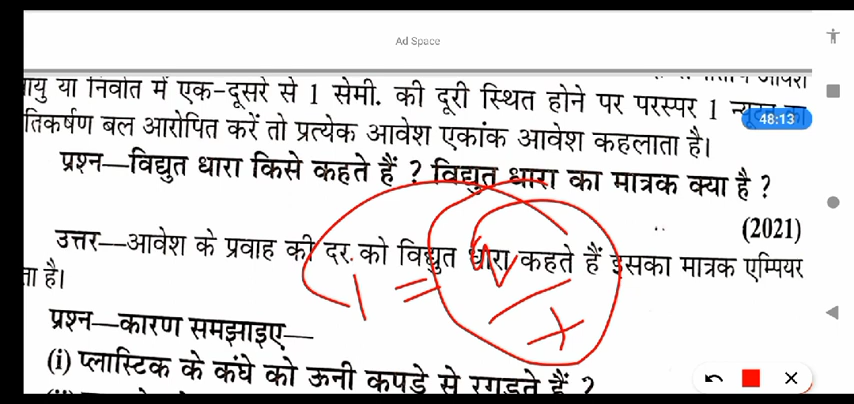 Ad Space
ायु या निर्वात में एक-दूसरे से 1 सेमी. की दूरी स्थित होने पर परस्पर 1 न्यूटन का
48:13
तिकर्षण बल आरोपित करें तो प्रत्येक आवेश एकांक आवेश कहलाता है।
प्रश्न—विद्युत धारा किसे कहते हैं ? विद्युत धारा का मात्रक क्या है ?
(2021)
उत्तर—आवेश के प्रवाह की दर को विद्युत धारा कहते हैं इसका मात्रक एम्पियर
ता है।
प्रश्न—कारण समझाइए—
(i) प्लास्टिक के कंघे को ऊनी कपड़े से रगड़ते हैं ?